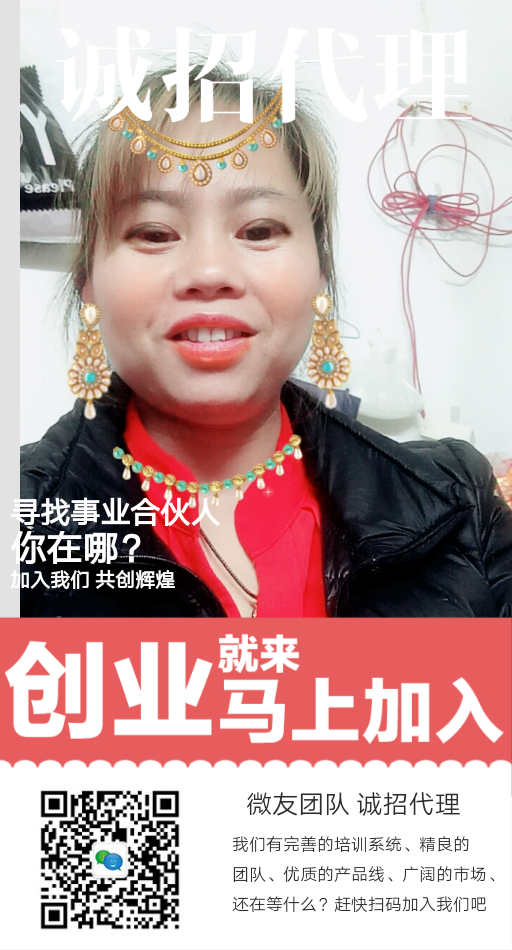 诚招代理
Please
寻找事业合伙人
你在哪？
加入我们 共创辉煌
创业就来
马上加入
微友团队 诚招代理
我们有完善的培训系统、精良的
团队、优质的产品线、广阔的市场、
还在等什么？赶快扫码加入我们吧